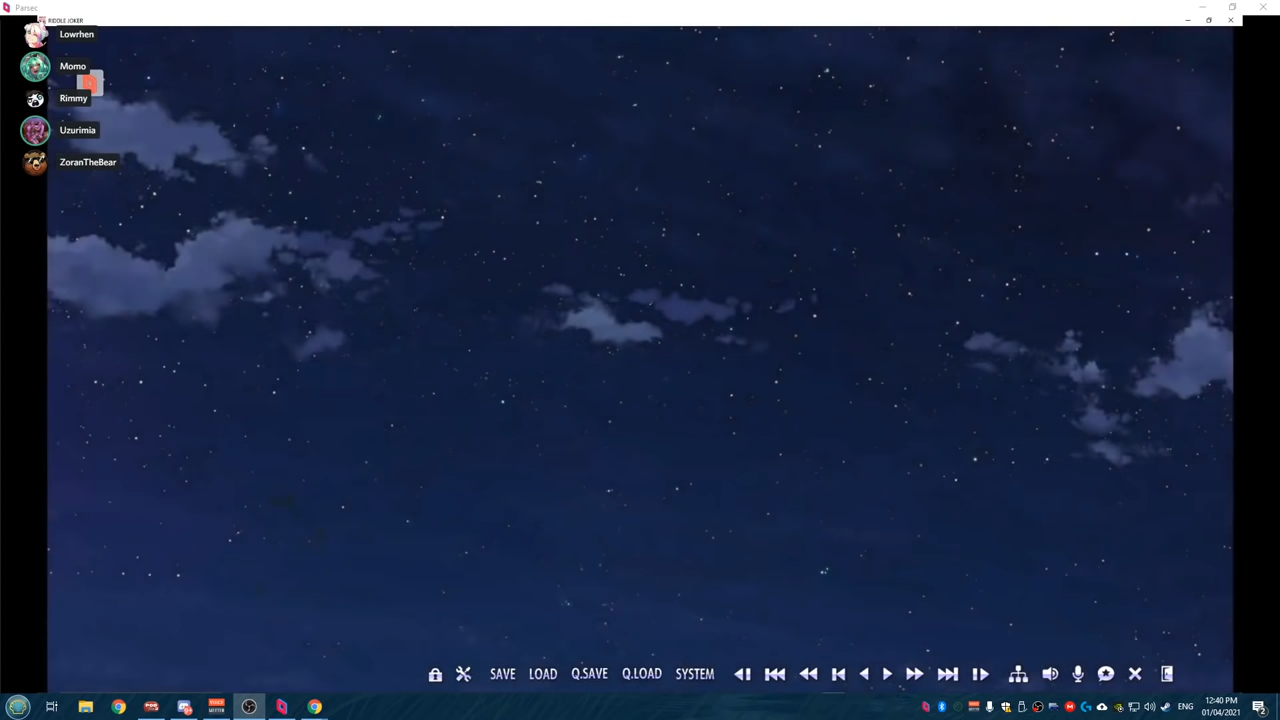 Parsec
RIDDLE JOKER
Lowrhen
Momo
Rimmy
Uzurimia
ZoranTheBear
SAVE LOAD Q.SAVE Q.LOAD SYSTEM
ENG
12:40 PM
01/04/2021
2